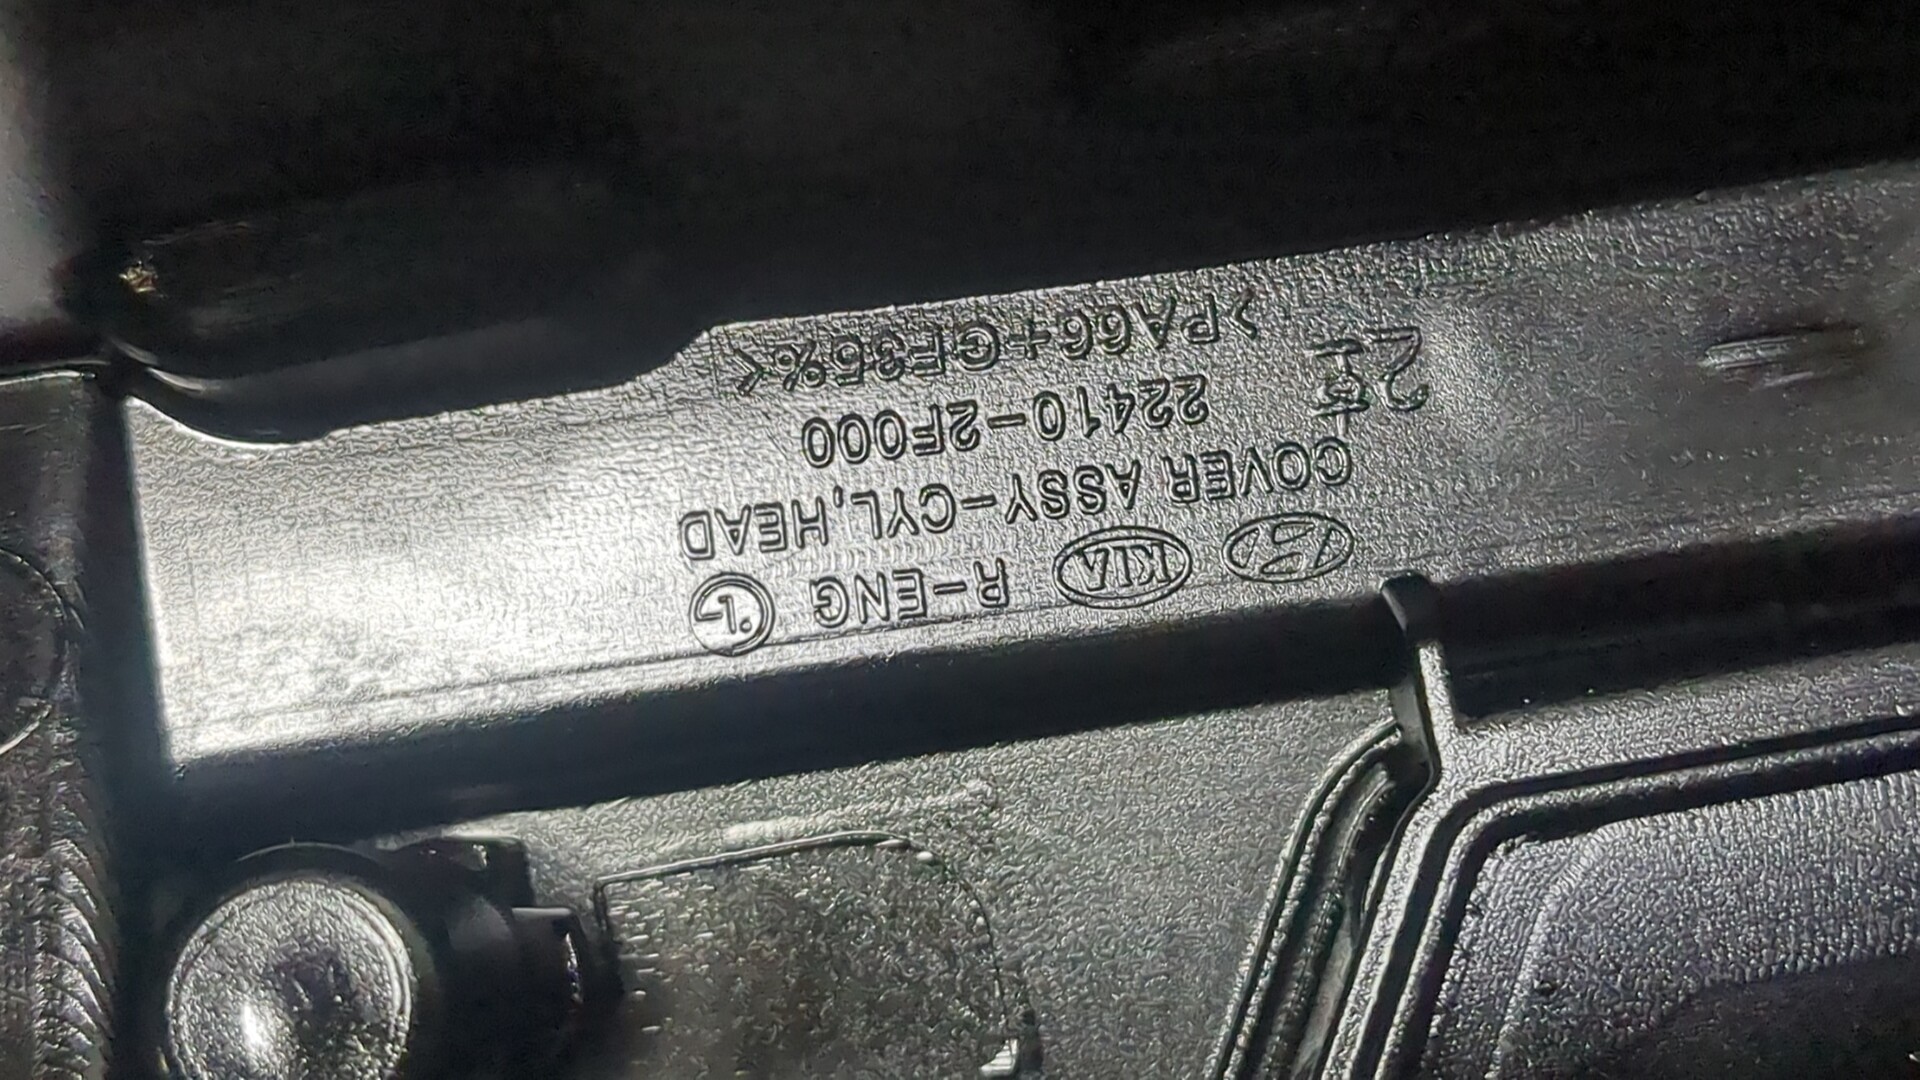 KIA R-ENG
COVER ASSY-CYL,HEAD
22410-2F000
>PA66+GF35%<